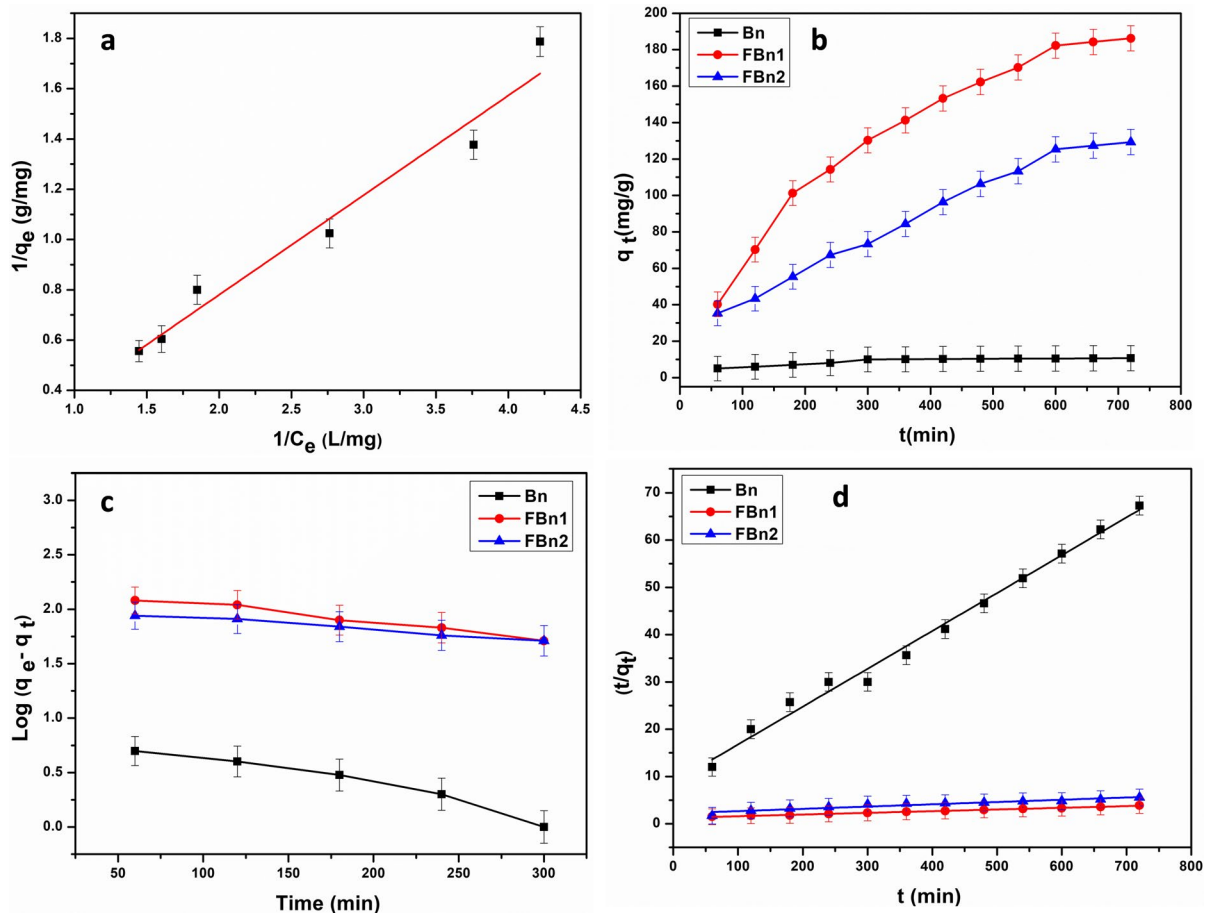 a
1.8
1.6
1.4
1.2
1.0
0.8
0.6
0.4
1.0 1.5 2.0 2.5 3.0 3.5 4.0 4.5
1/qe (g/mg)
1/Ce (L/mg)
b
Bn
FBn1
FBn2
200
180
160
140
120
100
80
60
40
20
0
0 100 200 300 400 500 600 700 800
q t(mg/g)
t(min)
c
Bn
FBn1
FBn2
3.0
2.5
2.0
1.5
1.0
0.5
0.0
50 100 150 200 250 300
Log (q e- q t)
Time (min)
d
Bn
FBn1
FBn2
70
60
50
40
30
20
10
0
0 100 200 300 400 500 600 700 800
(t/qt)
t (min)